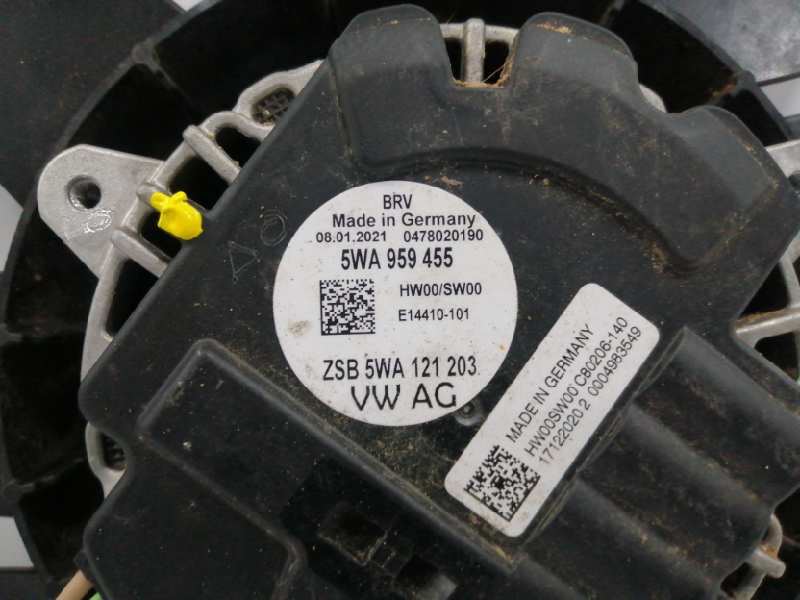 BRV
Made in Germany
08.01.2021 0478020190
5WA 959 455
HW00/SW00
E14410-101
ZSB 5WA 121 203
VW AG
MADE IN GERMANY
HW00SW00 C80206-140
17122020 2 0004983549